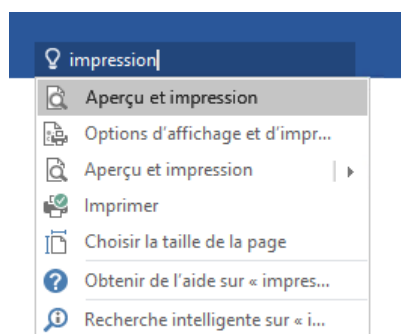 impression
Aperçu et impression
Options d'affichage et d'impr...
Aperçu et impression
Imprimer
Choisir la taille de la page
Obtenir de l'aide sur « impres...
Recherche intelligente sur « i...